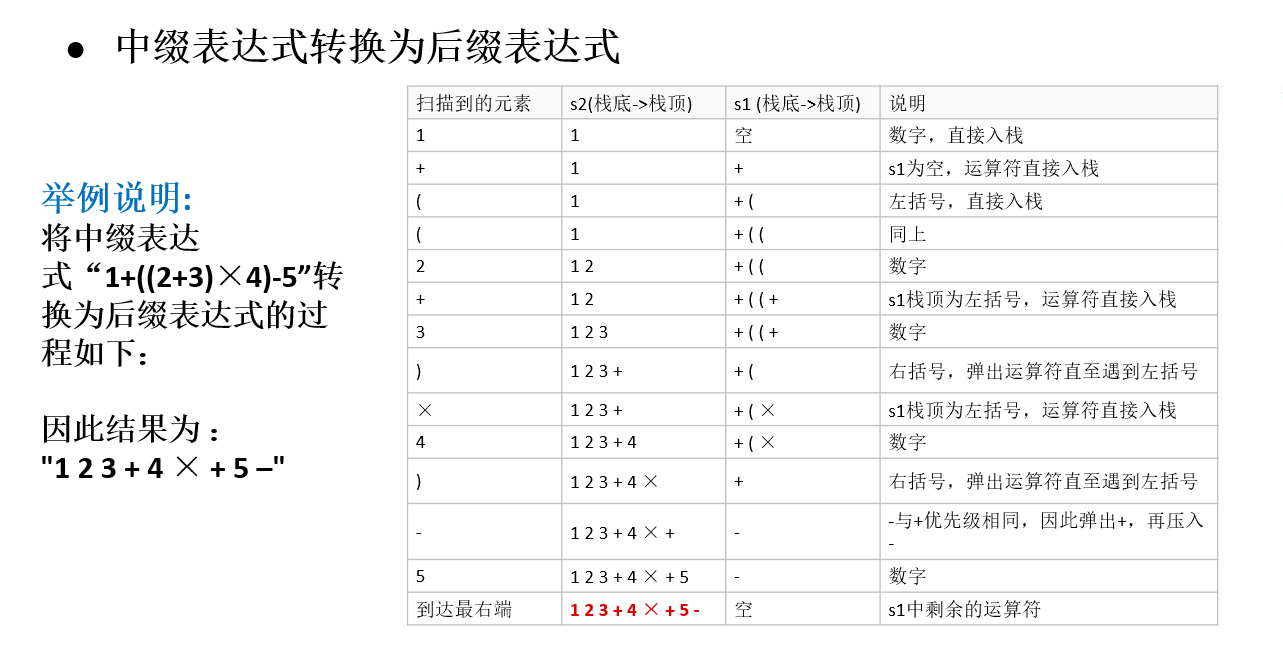 ● 中缀表达式转换为后缀表达式
举例说明:
将中缀表达
式“1+((2+3)×4)-5”转
换为后缀表达式的过
程如下：
因此结果为：
"1 2 3 + 4 × + 5 –"
扫描到的元素 s2(栈底->栈顶) s1 (栈底->栈顶) 说明
1 1 空 数字，直接入栈
+ 1 + s1为空，运算符直接入栈
( 1 + ( 左括号，直接入栈
( 1 + ( ( 同上
2 1 2 + ( ( 数字
+ 1 2 + ( ( + s1栈顶为左括号，运算符直接入栈
3 1 2 3 + ( ( + 数字
) 1 2 3 + + ( 右括号，弹出运算符直至遇到左括号
× 1 2 3 + + ( × s1栈顶为左括号，运算符直接入栈
4 1 2 3 + 4 + ( × 数字
) 1 2 3 + 4 × + 右括号，弹出运算符直至遇到左括号
- 1 2 3 + 4 × + - -与+优先级相同，因此弹出+，再压入
-
5 1 2 3 + 4 × + 5 - 数字
到达最右端 1 2 3 + 4 × + 5 - 空 s1中剩余的运算符